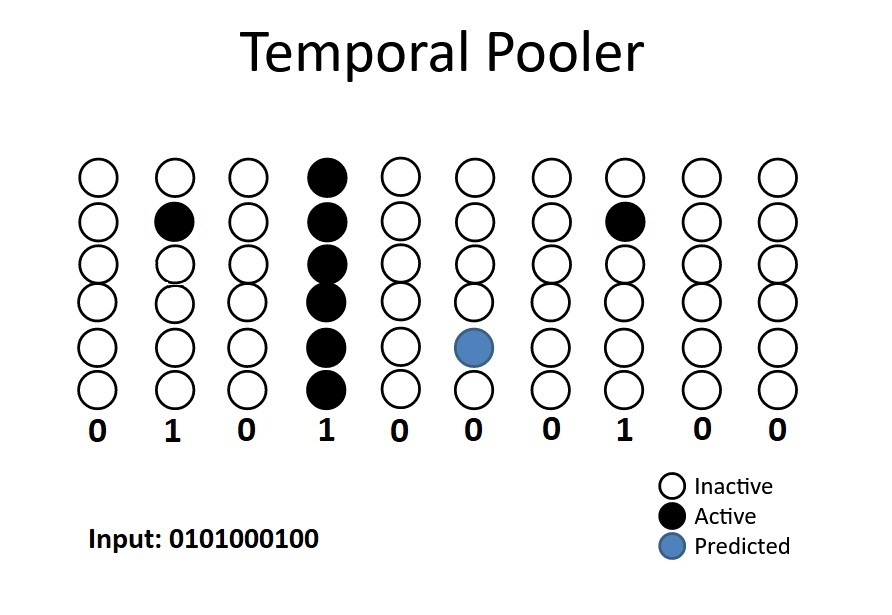 Temporal Pooler
0 1 0 1 0 0 0 1 0 0
Inactive
Active
Predicted
Input: 0101000100